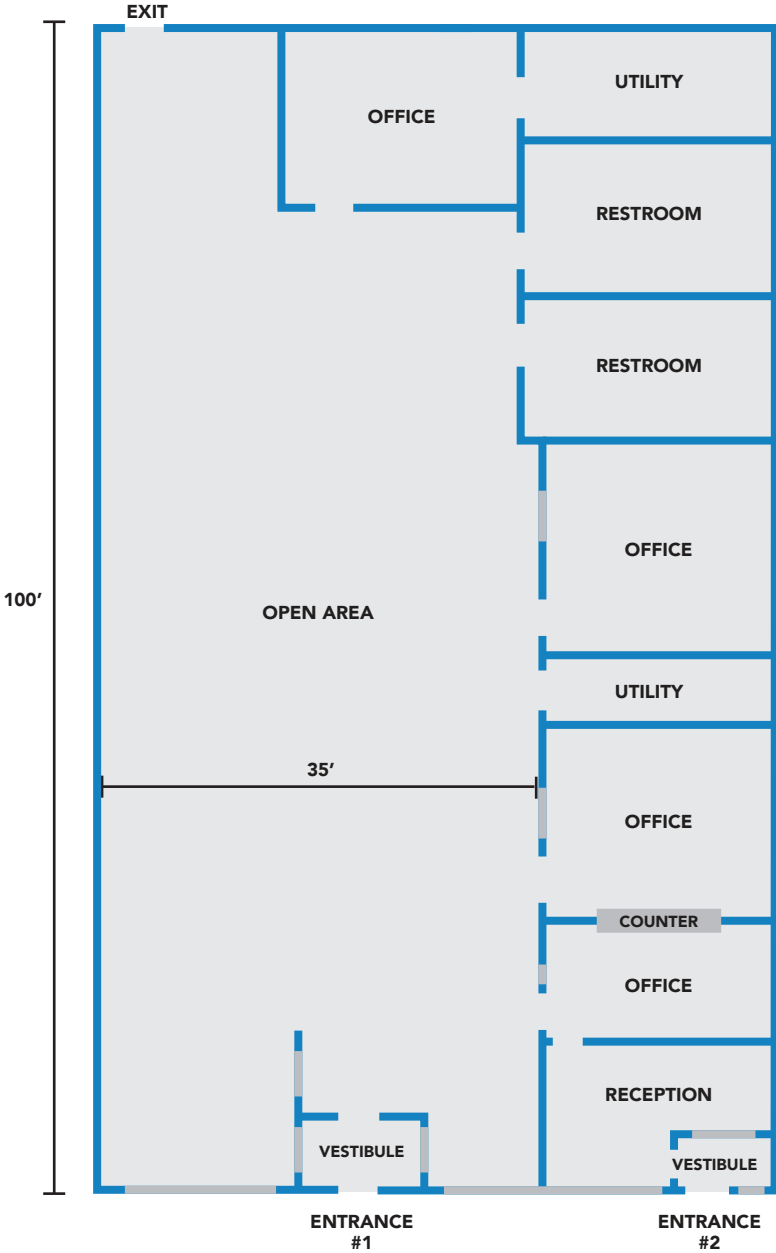 EXIT
UTILITY
OFFICE
RESTROOM
RESTROOM
OFFICE
100’
OPEN AREA
UTILITY
35’
OFFICE
COUNTER
OFFICE
RECEPTION
VESTIBULE
VESTIBULE
ENTRANCE
#1
ENTRANCE
#2